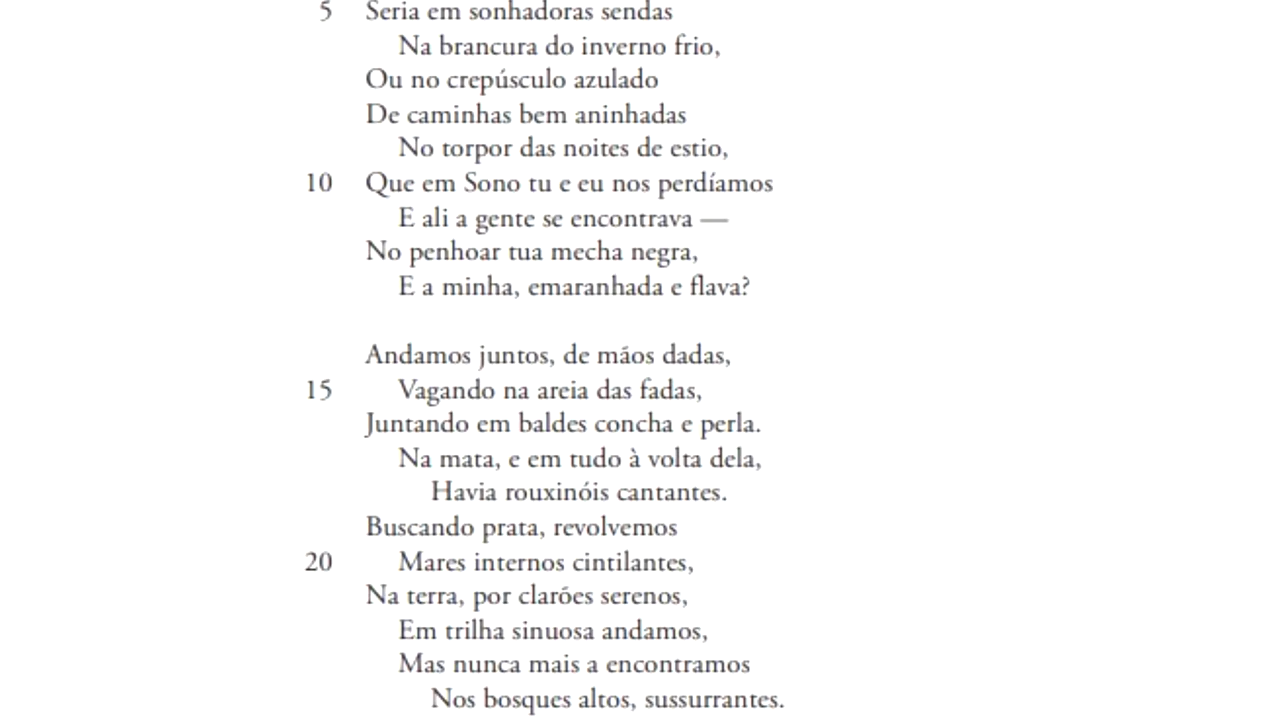 5 Seria em sonhadoras sendas
Na brancura do inverno frio,
Ou no crepúsculo azulado
De caminhas bem aninhadas
No torpor das noites de estio,
10 Que em Sono tu e eu nos perdíamos
E ali a gente se encontrava —
No penhoar tua mecha negra,
E a minha, emaranhada e flava?
Andamos juntos, de mãos dadas,
15 Vagando na areia das fadas,
Juntando em baldes concha e perla.
Na mata, e em tudo à volta dela,
Havia rouxinóis cantantes.
Buscando prata, revolvemos
20 Mares internos cintilantes,
Na terra, por clarões serenos,
Em trilha sinuosa andamos,
Mas nunca mais a encontramos
Nos bosques altos, sussurrantes.